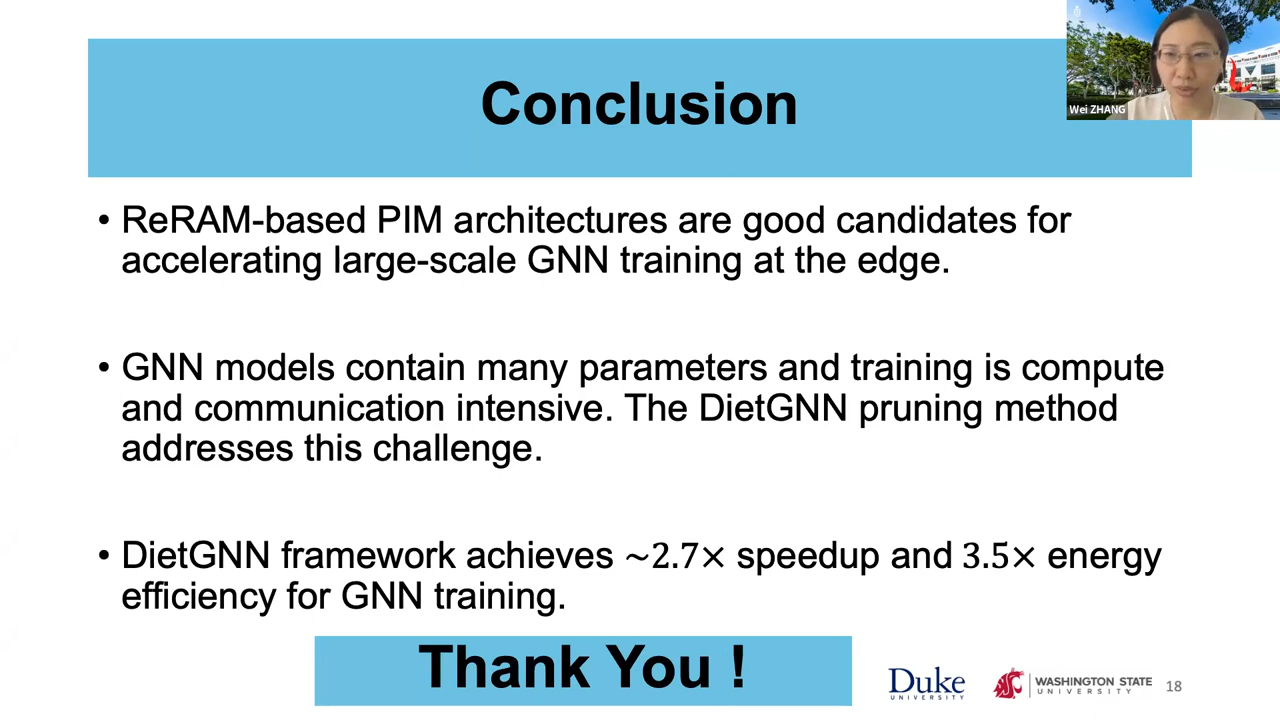 Conclusion
Wei ZHANG
• ReRAM-based PIM architectures are good candidates for
accelerating large-scale GNN training at the edge.
• GNN models contain many parameters and training is compute
and communication intensive. The DietGNN pruning method
addresses this challenge.
• DietGNN framework achieves ~2.7× speedup and 3.5× energy
efficiency for GNN training.
Thank You !
Duke
UNIVERSITY
WASHINGTON STATE
UNIVERSITY
18